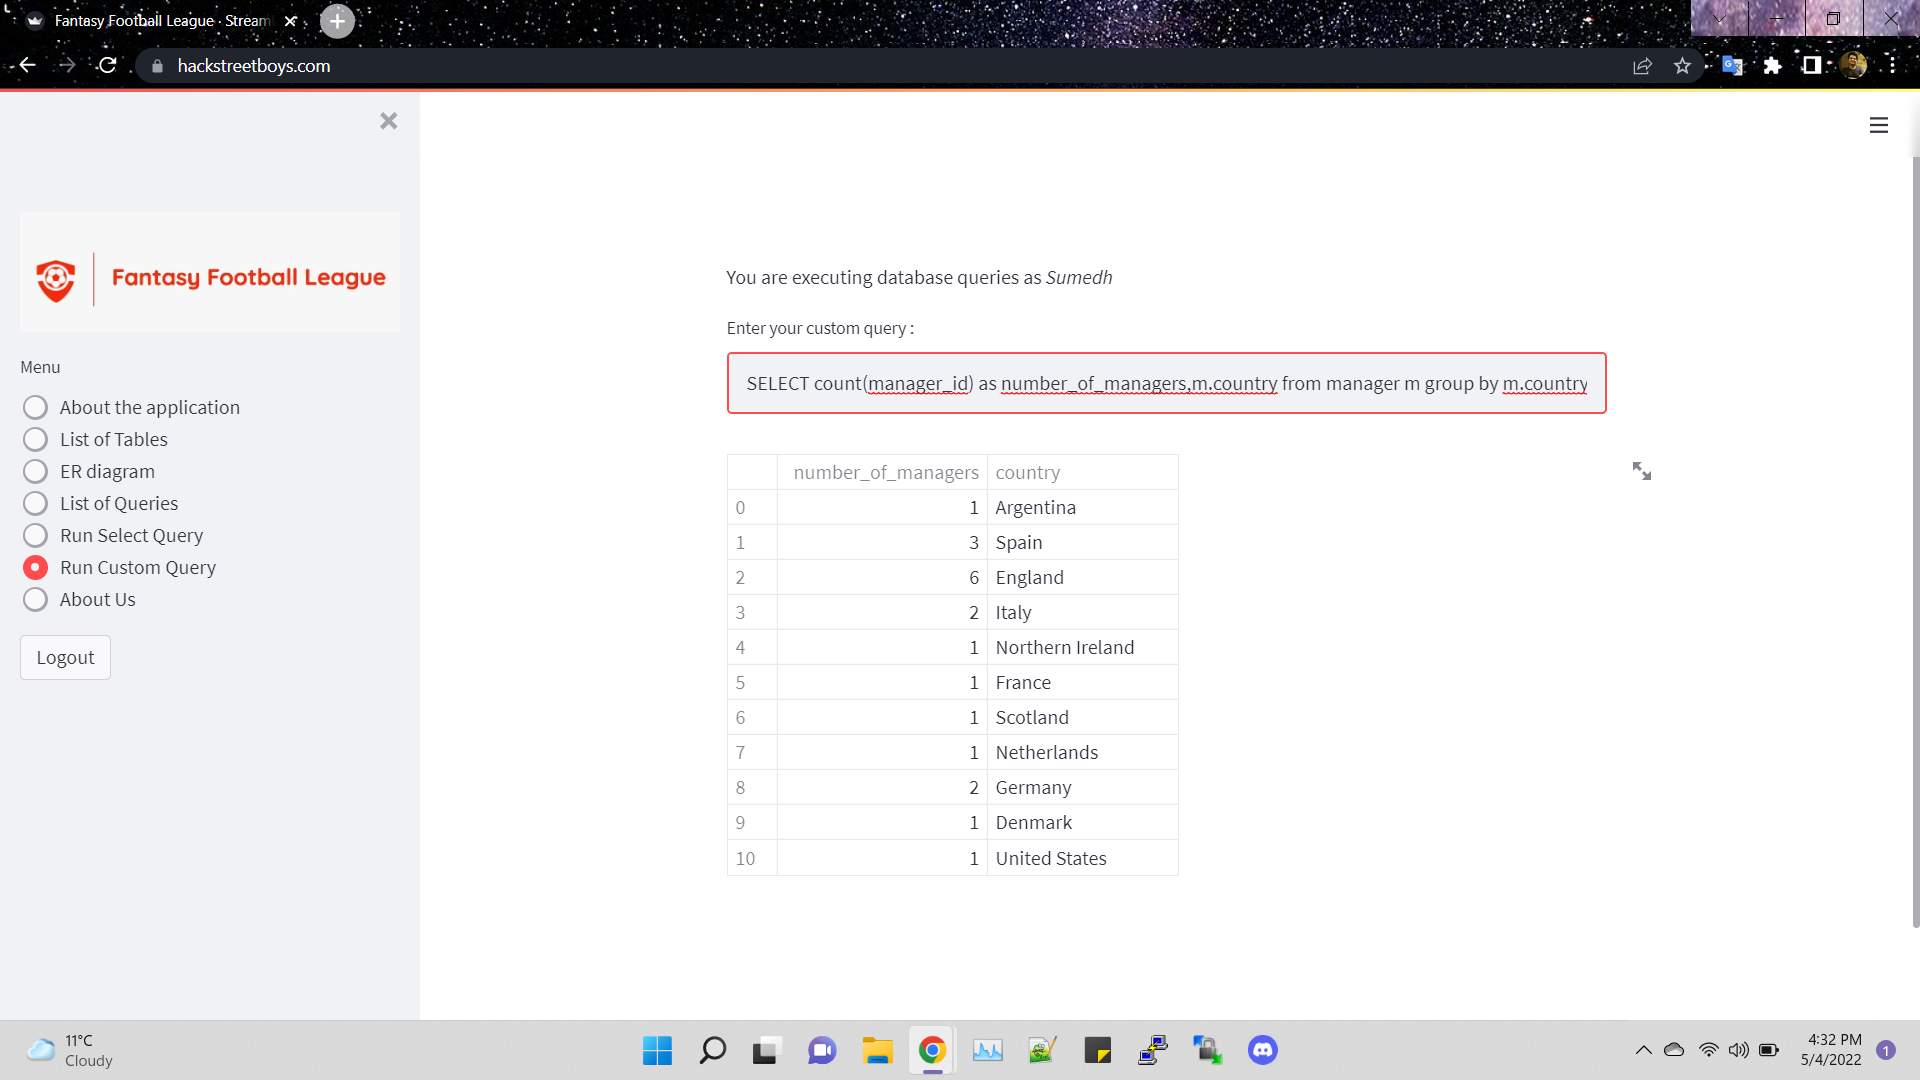 Fantasy Football League · Stream
hackstreetboys.com
Fantasy Football League
Menu
About the application
List of Tables
ER diagram
List of Queries
Run Select Query
Run Custom Query
About Us
Logout
You are executing database queries as Sumedh
Enter your custom query :
SELECT count(manager_id) as number_of_managers,m.country from manager m group by m.country
number_of_managers country
0 1 Argentina
1 3 Spain
2 6 England
3 2 Italy
4 1 Northern Ireland
5 1 France
6 1 Scotland
7 1 Netherlands
8 2 Germany
9 1 Denmark
10 1 United States
11°C
Cloudy
4:32 PM
5/4/2022
1